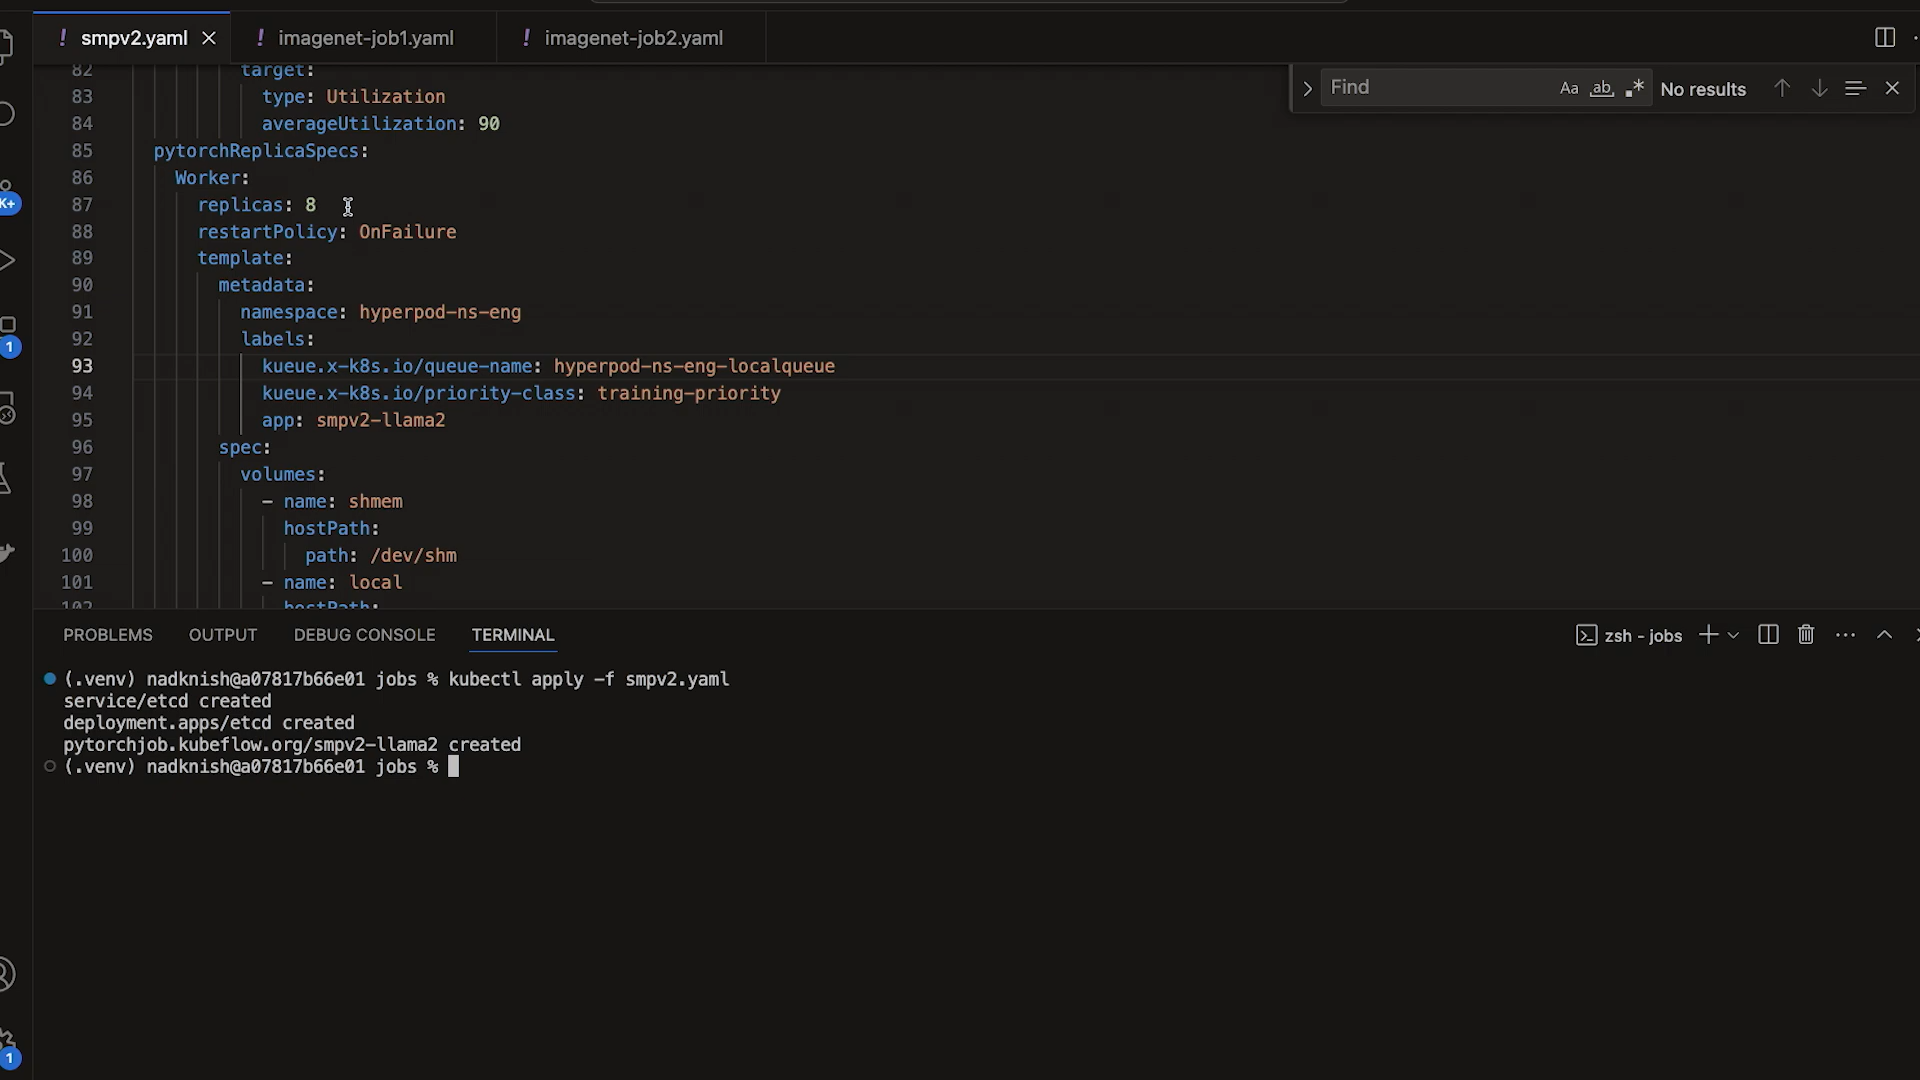 ! smpv2.yaml
! imagenet-job1.yaml
! imagenet-job2.yaml
Find
Aa
ab
No results
82 target:
83 type: Utilization
84 averageUtilization: 90
85 pytorchReplicaSpecs:
86 Worker:
87 replicas: 8
88 restartPolicy: OnFailure
89 template:
90 metadata:
91 namespace: hyperpod-ns-eng
92 labels:
93 kueue.x-k8s.io/queue-name: hyperpod-ns-eng-localqueue
94 kueue.x-k8s.io/priority-class: training-priority
95 app: smpv2-llama2
96 spec:
97 volumes:
98 - name: shmem
99 hostPath:
100 path: /dev/shm
101 - name: local
102 hostPath:
K+
1
1
PROBLEMS OUTPUT DEBUG CONSOLE TERMINAL
zsh - jobs
(.venv) nadknish@a07817b66e01 jobs % kubectl apply -f smpv2.yaml
service/etcd created
deployment.apps/etcd created
pytorchjob.kubeflow.org/smpv2-llama2 created
(.venv) nadknish@a07817b66e01 jobs %